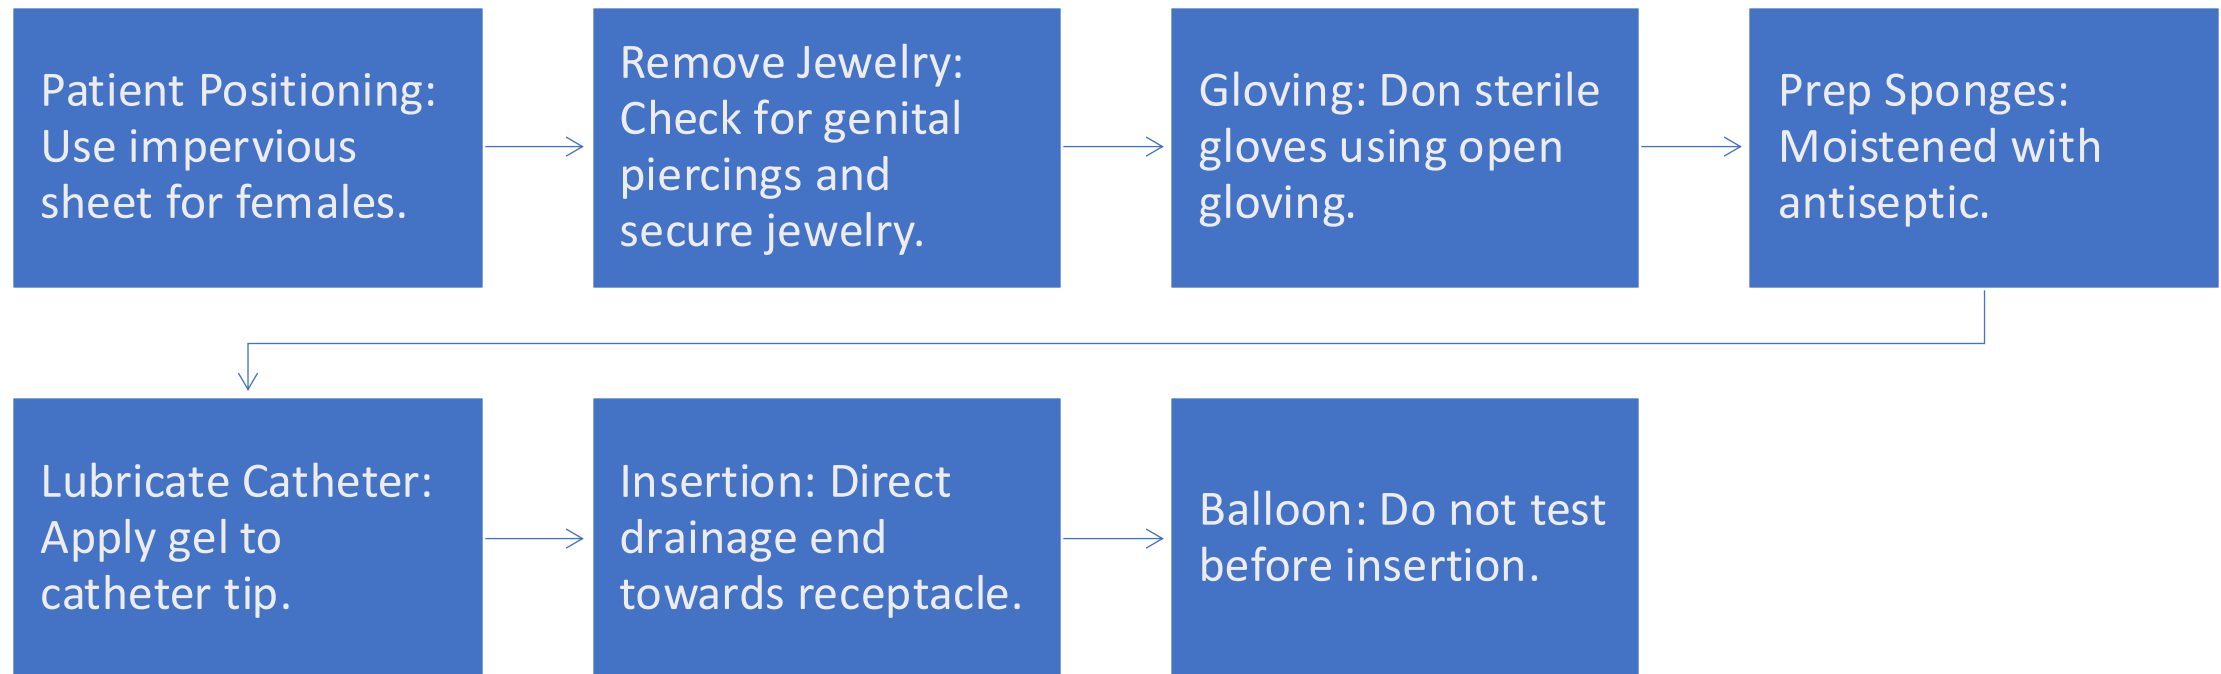 Patient Positioning:
Use impervious
sheet for females.
Remove Jewelry:
Check for genital
piercings and
secure jewelry.
Gloving: Don sterile
gloves using open
gloving.
Prep Sponges:
Moistened with
antiseptic.
Lubricate Catheter:
Apply gel to
catheter tip.
Insertion: Direct
drainage end
towards receptacle.
Balloon: Do not test
before insertion.